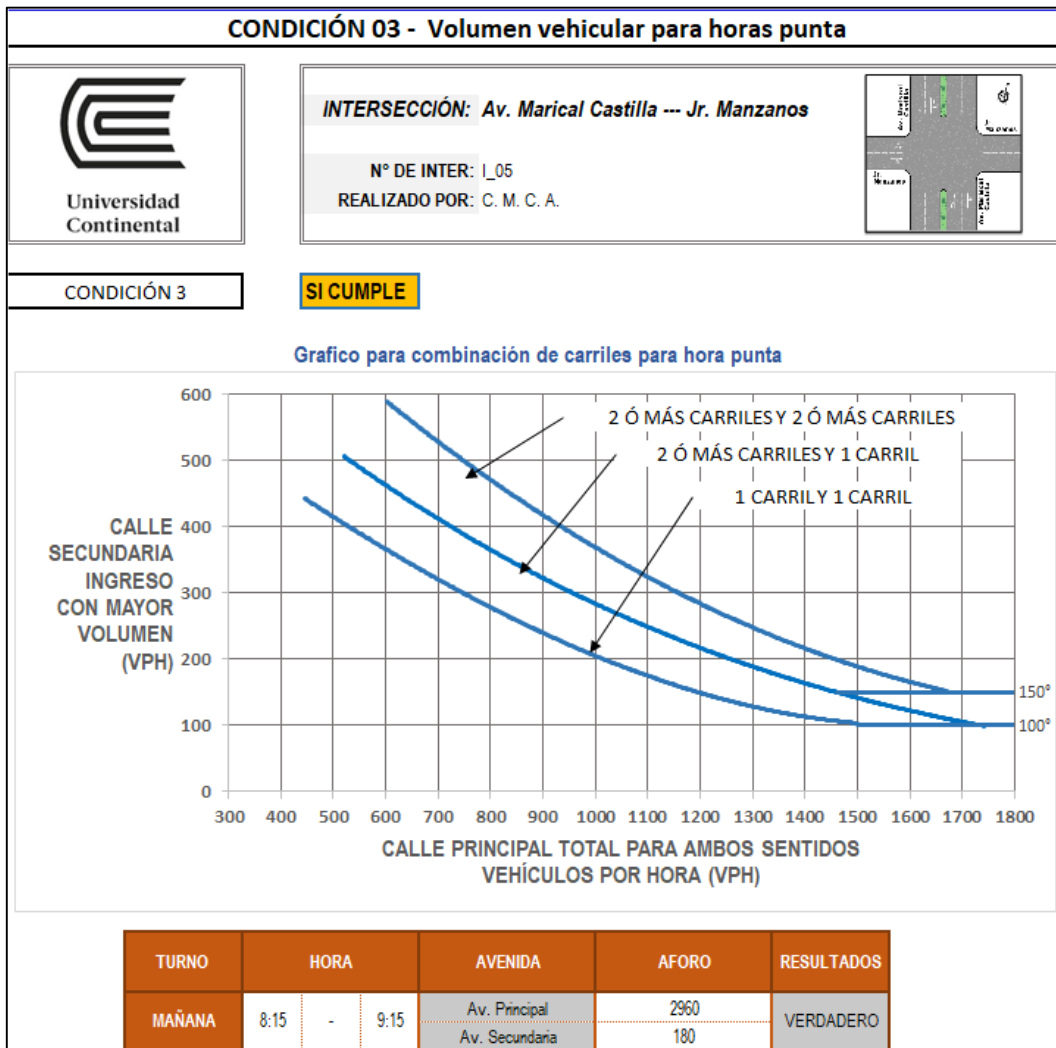 CONDICIÓN 03 - Volumen vehicular para horas punta
Universidad
Continental
INTERSECCIÓN: Av. Marical Castilla --- Jr. Manzanos
N° DE INTER: I_05
REALIZADO POR: C. M. C. A.
CONDICIÓN 3
SI CUMPLE
Grafico para combinación de carriles para hora punta
600
500
400
300
200
100
0
CALLE
SECUNDARIA
INGRESO
CON MAYOR
VOLUMEN
(VPH)
2 Ó MÁS CARRILES Y 2 Ó MÁS CARRILES
2 Ó MÁS CARRILES Y 1 CARRIL
1 CARRIL Y 1 CARRIL
150°
100°
300 400 500 600 700 800 900 1000 1100 1200 1300 1400 1500 1600 1700 1800
CALLE PRINCIPAL TOTAL PARA AMBOS SENTIDOS
VEHÍCULOS POR HORA (VPH)
TURNO HORA AVENIDA AFORO RESULTADOS
MAÑANA 8:15 - 9:15 Av. Principal 2960 VERDADERO
Av. Secundaria 180